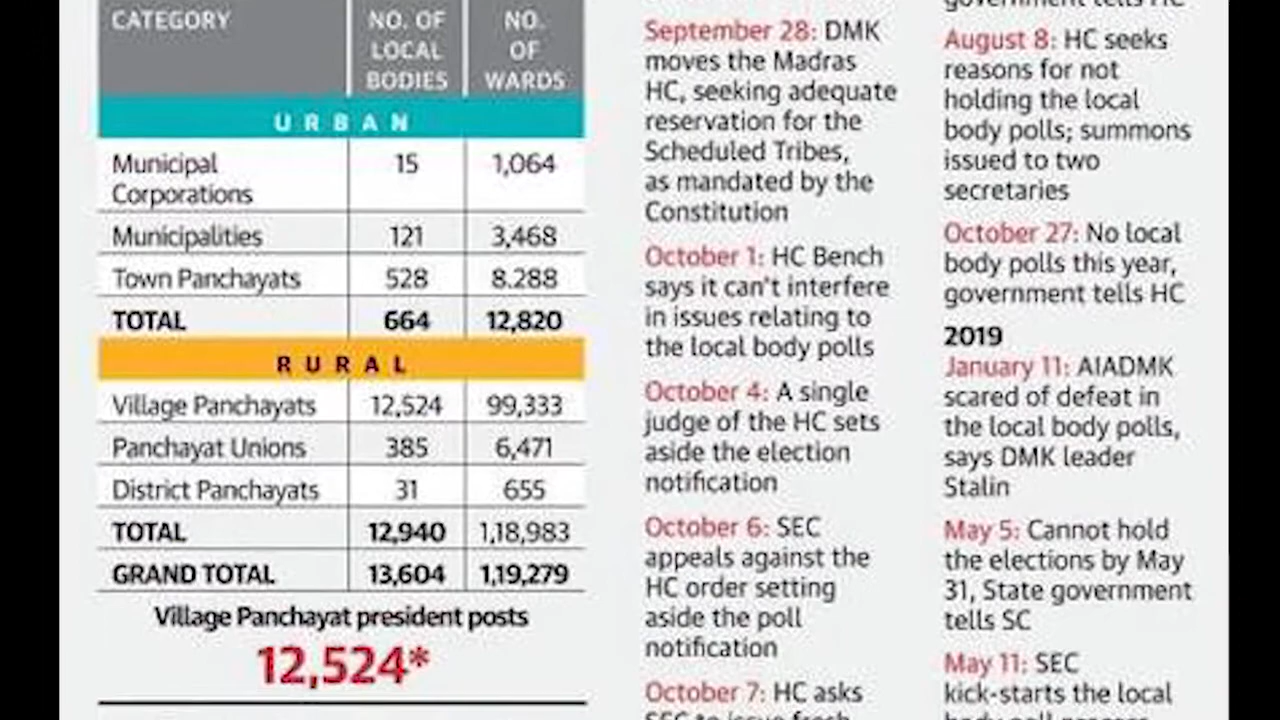 CATEGORY NO. OF LOCAL BODIES NO. OF WARDS
URBAN
Municipal Corporations 15 1,064
Municipalities 121 3,468
Town Panchayats 528 8.288
TOTAL 664 12,820
RURAL
Village Panchayats 12,524 99,333
Panchayat Unions 385 6,471
District Panchayats 31 655
TOTAL 12,940 1,18,983
GRAND TOTAL 13,604 1,19,279
Village Panchayat president posts
12,524*
September 28: DMK
moves the Madras
HC, seeking adequate
reservation for the
Scheduled Tribes,
as mandated by the
Constitution
October 1: HC Bench
says it can't interfere
in issues relating to
the local body polls
October 4: A single
judge of the HC sets
aside the election
notification
October 6: SEC
appeals against the
HC order setting
aside the poll
notification
October 7: HC asks
SEC to issue fresh
government tells HC
August 8: HC seeks
reasons for not
holding the local
body polls; summons
issued to two
secretaries
October 27: No local
body polls this year,
government tells HC
2019
January 11: AIADMK
scared of defeat in
the local body polls,
says DMK leader
Stalin
May 5: Cannot hold
the elections by May
31, State government
tells SC
May 11: SEC
kick-starts the local
body poll process